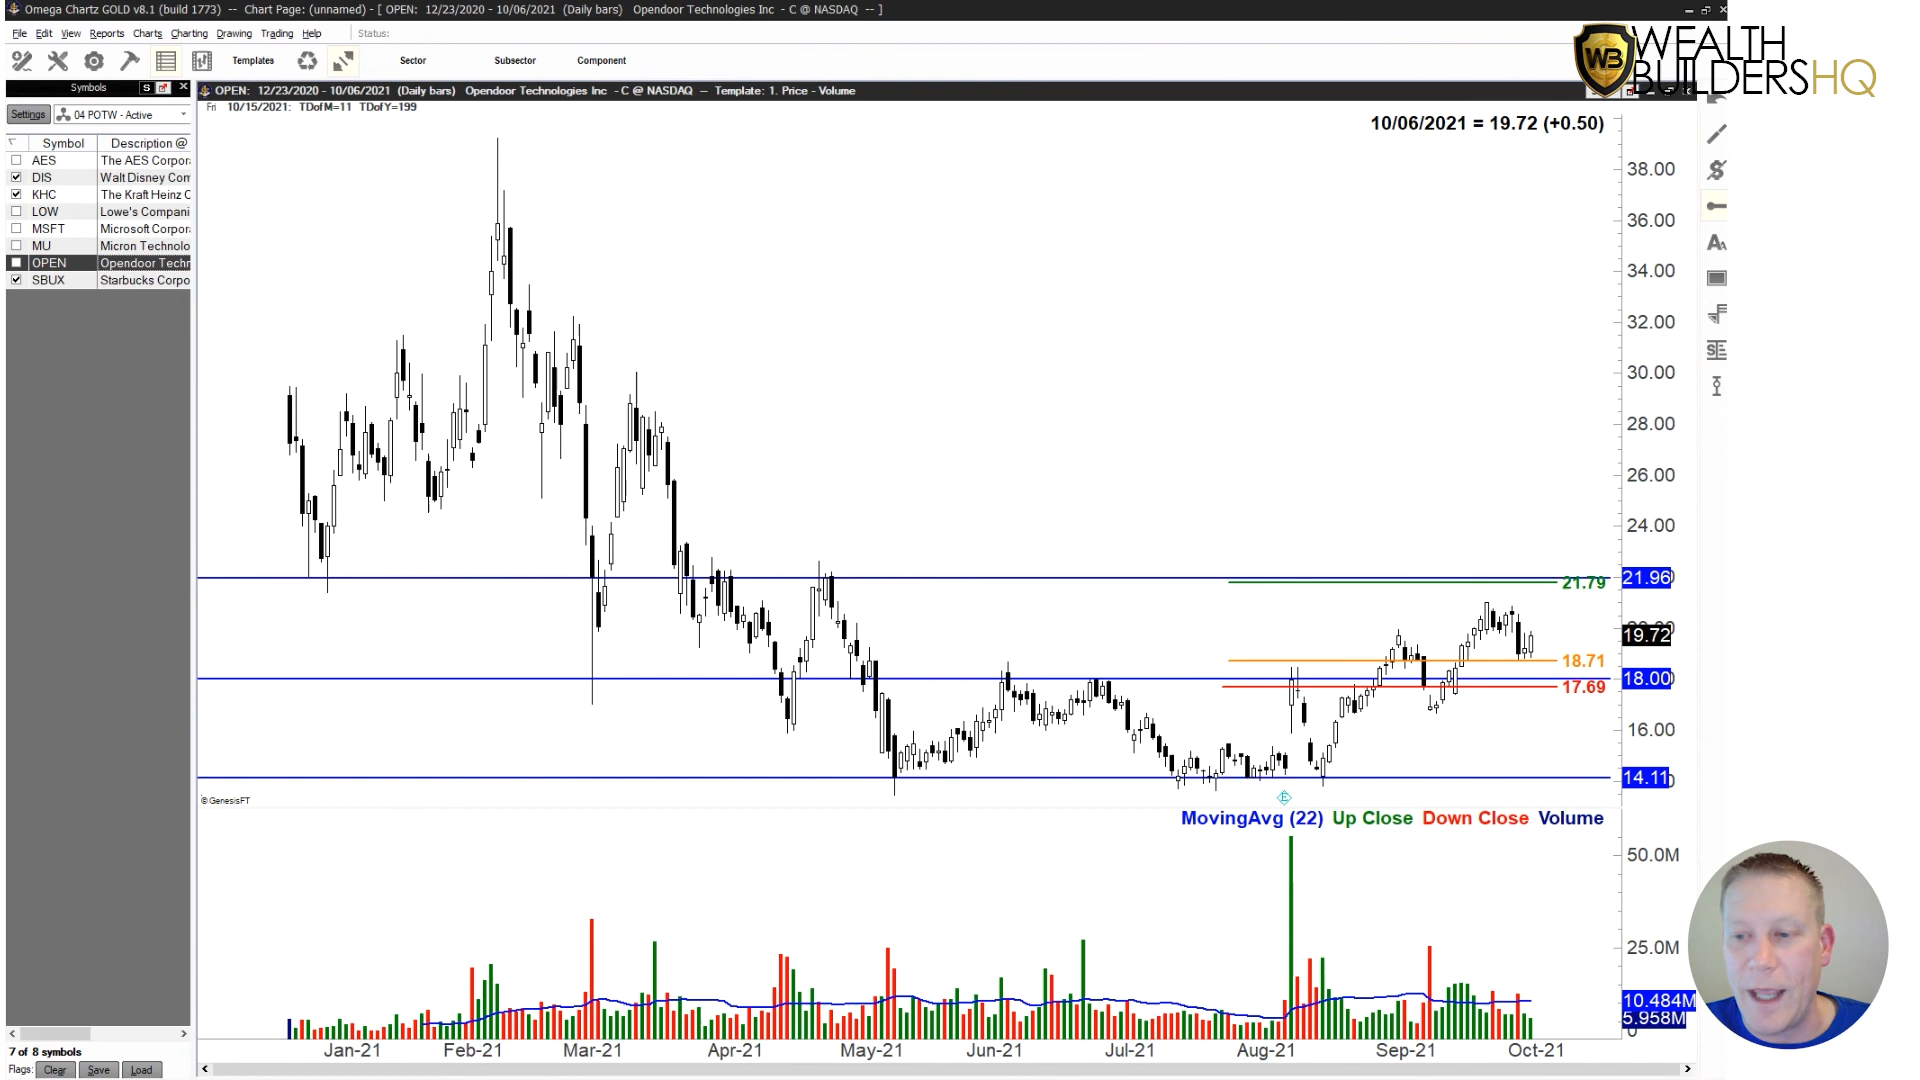 Omega Chartz GOLD v8.1 (build 1773) -- Chart Page: (unnamed) - [ OPEN: 12/23/2020 - 10/06/2021 (Daily bars) Opendoor Technologies Inc - C @ NASDAQ -- ]
File Edit View Reports Charts Charting Drawing Trading Help Status:
Templates Sector Subsector Component
WEALTH
BUILDERSHQ
WB
Symbols S
OPEN: 12/23/2020 - 10/06/2021 (Daily bars) Opendoor Technologies Inc - C @ NASDAQ -- Template: 1. Price - Volume
Fri 10/15/2021: TDofM=11 TDofY=199
Settings 04 POTW - Active
10/06/2021 = 19.72 (+0.50)
Symbol Description @
AES The AES Corpor
DIS Walt Disney Com
KHC The Kraft Heinz C
LOW Lowe's Compani
MSFT Microsoft Corpor
MU Micron Technolo
OPEN Opendoor Techn
SBUX Starbucks Corpo
38.00
36.00
34.00
32.00
30.00
28.00
26.00
24.00
21.79 21.96
19.72
18.71
18.00
17.69
16.00
14.11
© GenesisFT
E
MovingAvg (22) Up Close Down Close Volume
50.0M
25.0M
10.484M
5.958M
0
Jan-21 Feb-21 Mar-21 Apr-21 May-21 Jun-21 Jul-21 Aug-21 Sep-21 Oct-21
7 of 8 symbols
Flags: Clear Save Load